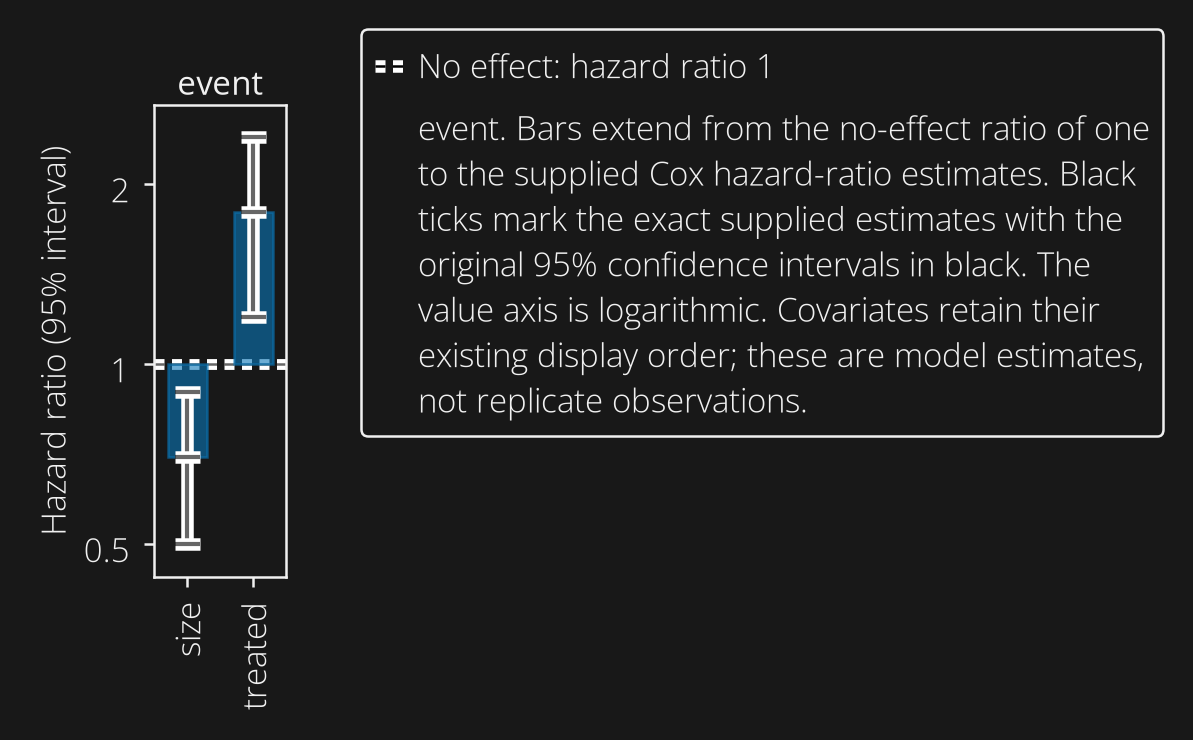 event
Hazard ratio (95% interval)
2
1
0.5
size
treated
No effect: hazard ratio 1
event. Bars extend from the no-effect ratio of one
to the supplied Cox hazard-ratio estimates. Black
ticks mark the exact supplied estimates with the
original 95% confidence intervals in black. The
value axis is logarithmic. Covariates retain their
existing display order; these are model estimates,
not replicate observations.